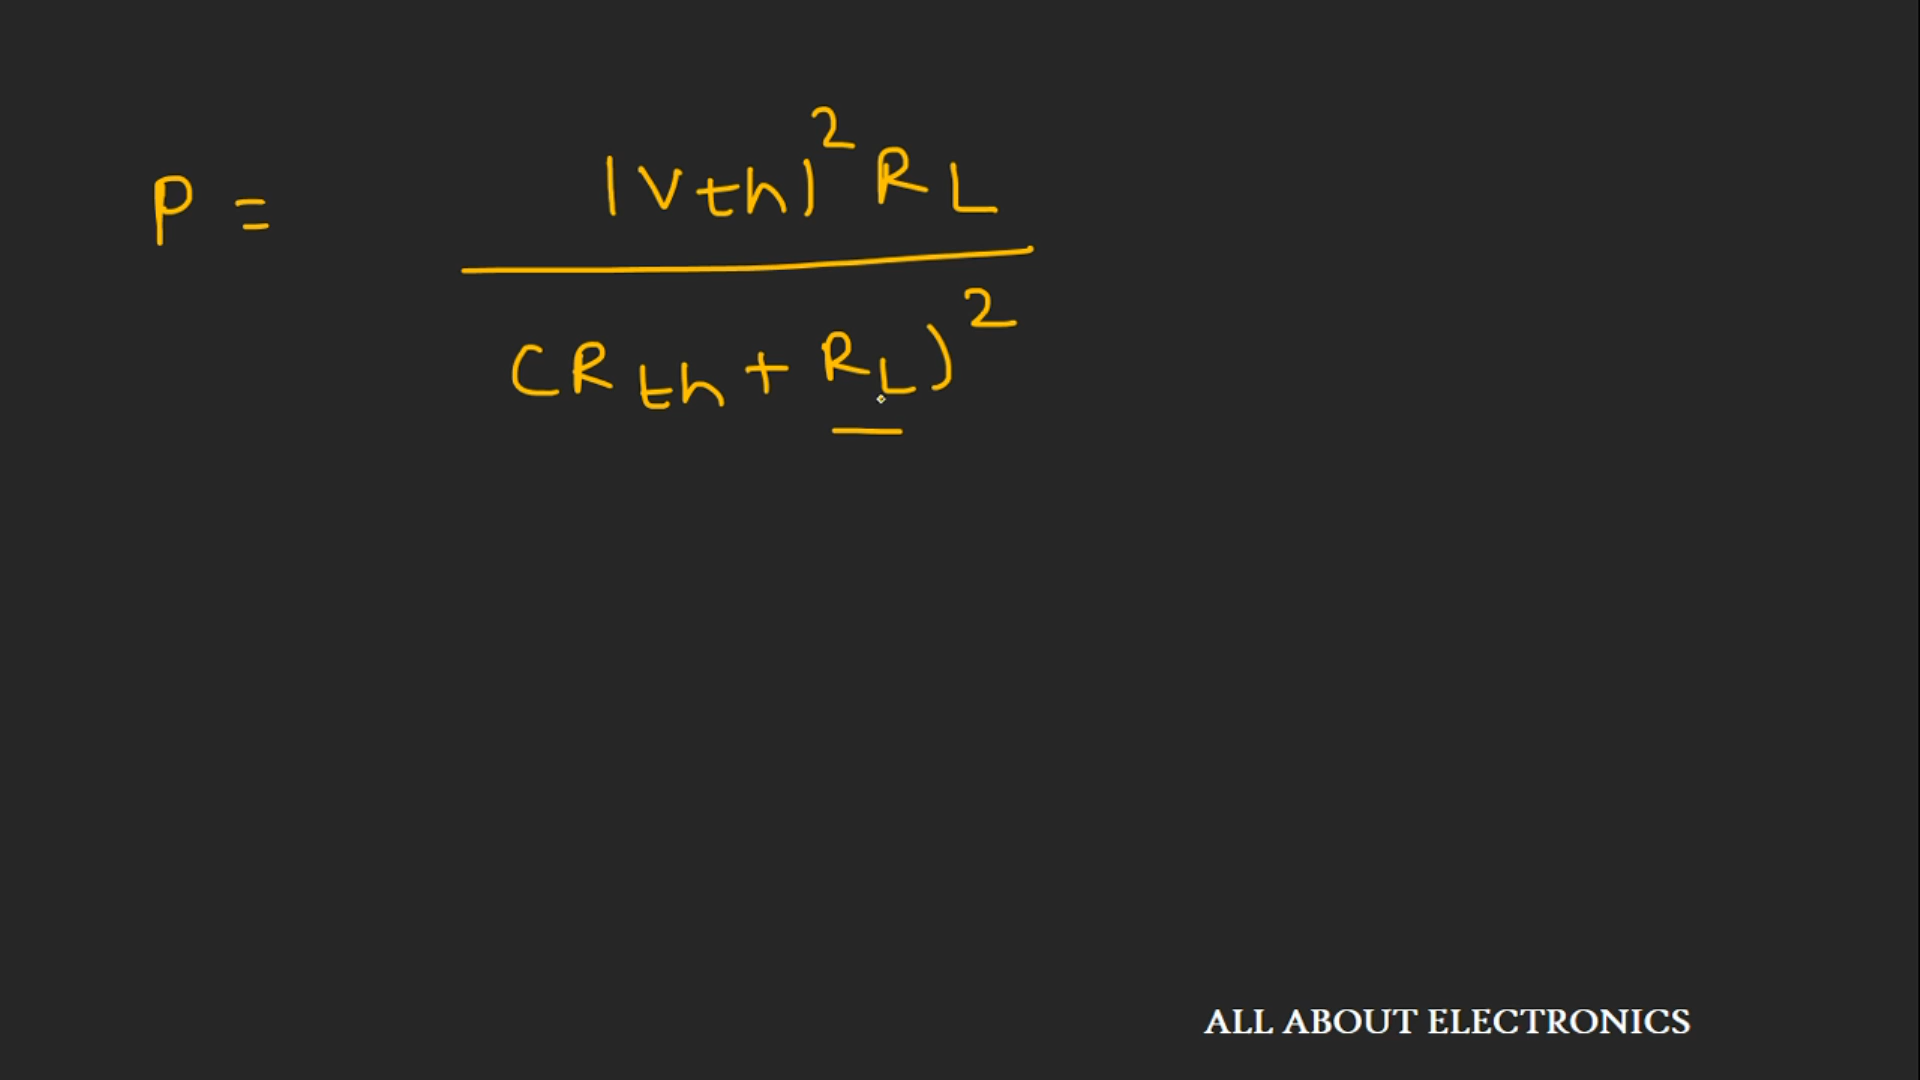 P = |Vth|² RL
(Rth + RL)²
ALL ABOUT ELECTRONICS